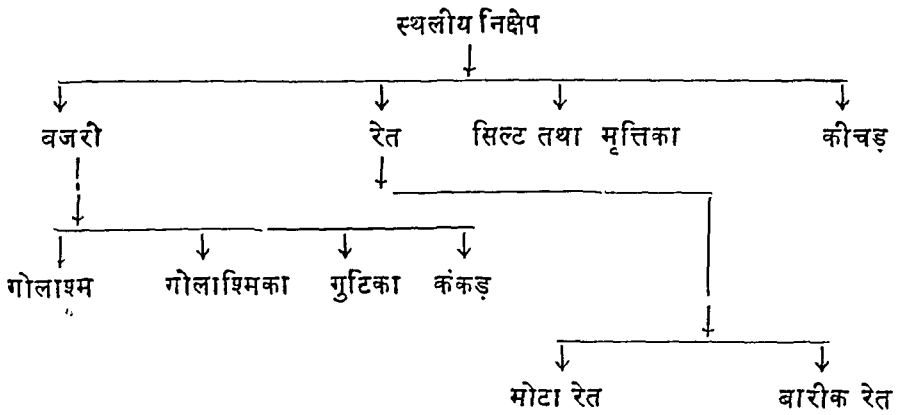 स्थलीय निक्षेप
बजरी रेत सिल्ट तथा मृत्तिका कीचड़
गोलाश्म गोलाश्मिका गुटिका कंकड़
मोटा रेत बारीक रेत